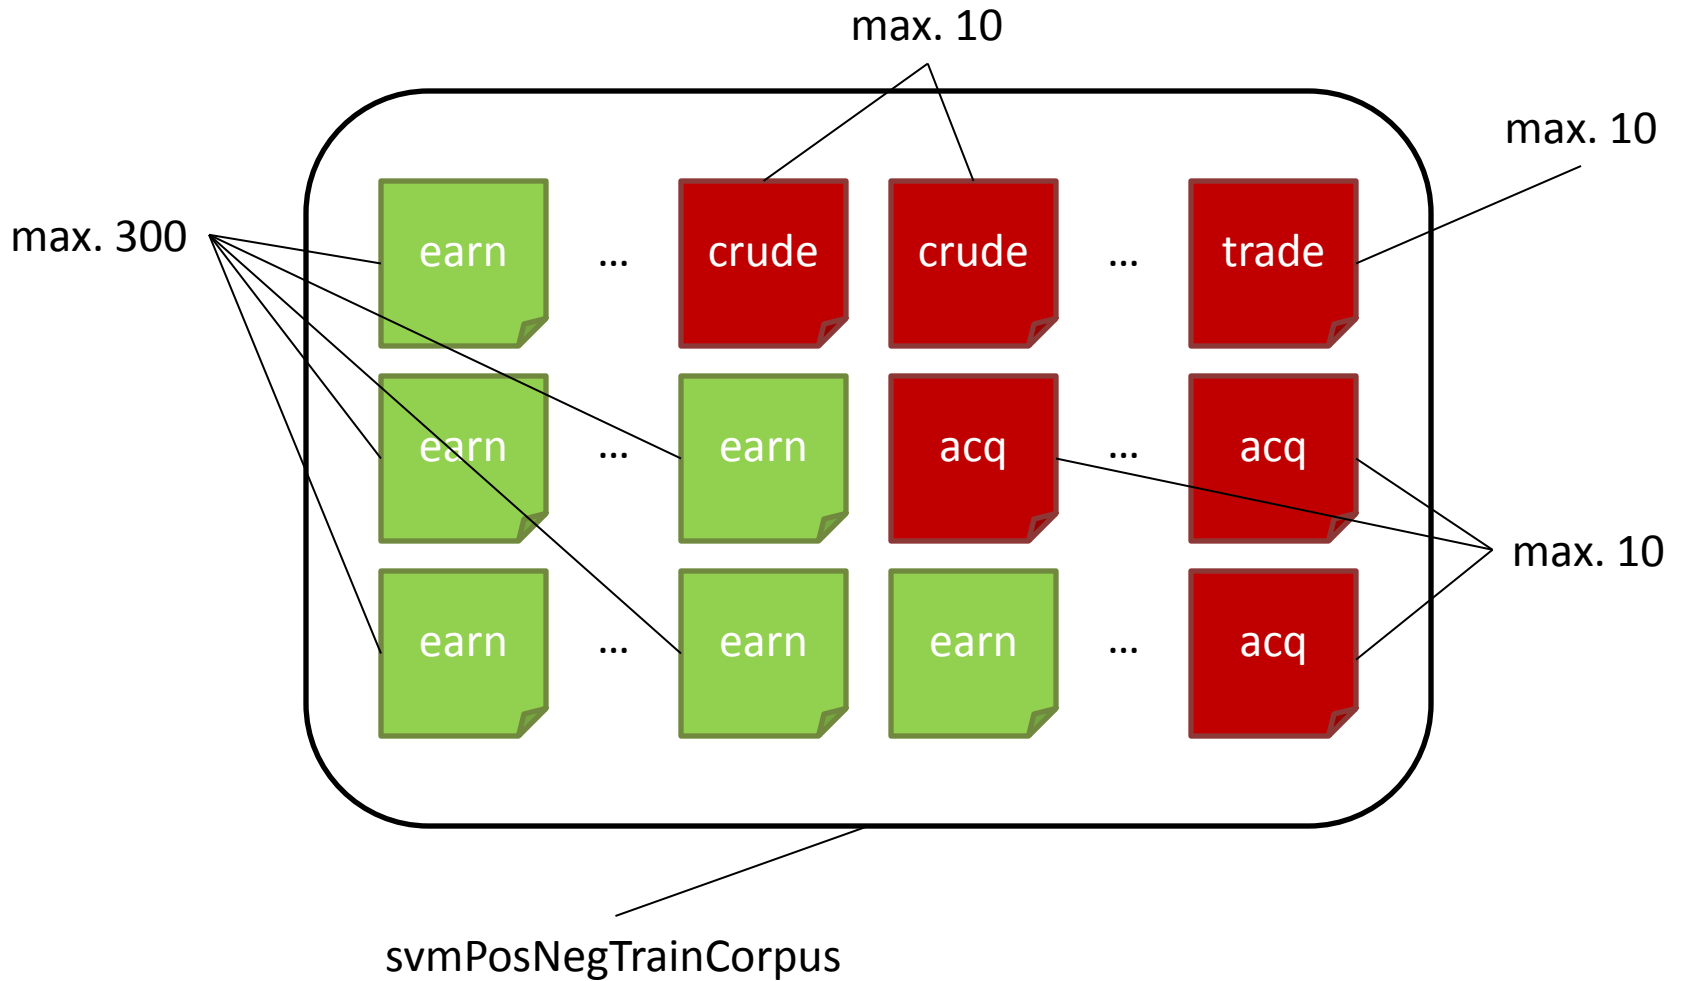 max. 10
max. 10
max. 300
earn ... crude crude ... trade
earn ... earn acq ... acq
max. 10
earn ... earn earn ... acq
svmPosNegTrainCorpus